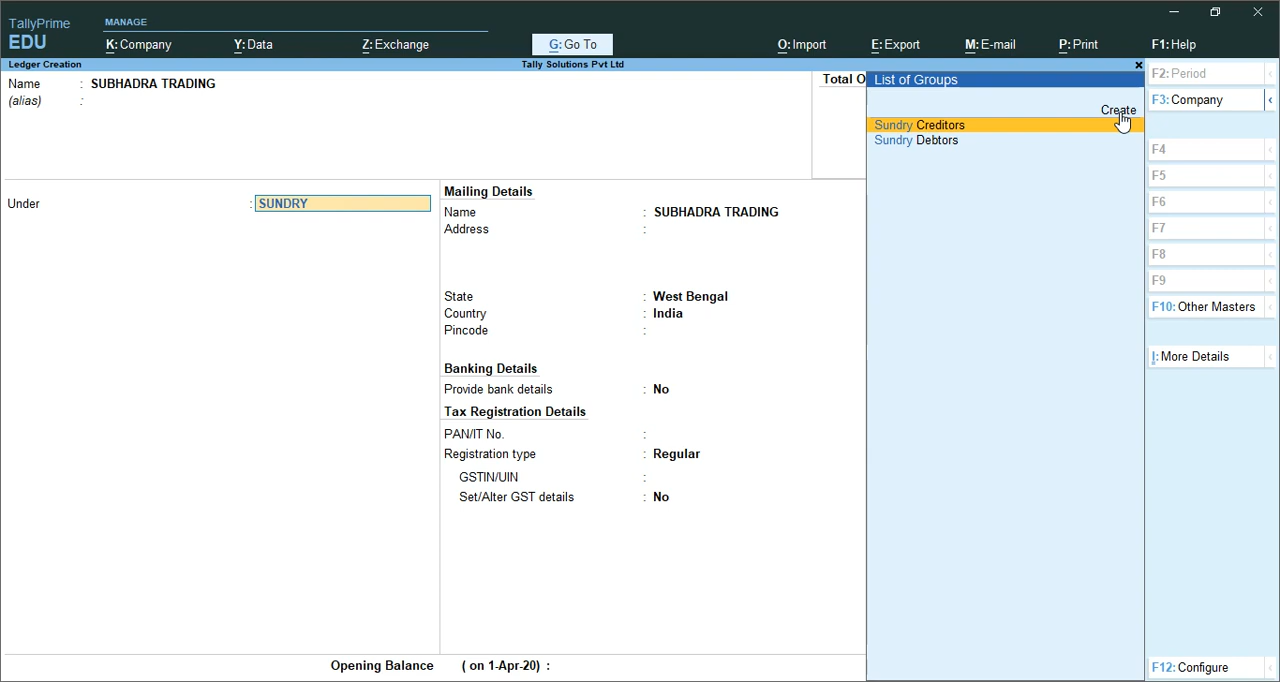 TallyPrime
EDU
MANAGE
K: Company
Y: Data
Z: Exchange
G: Go To
O: Import
E: Export
M: E-mail
P: Print
F1: Help
Ledger Creation
Tally Solutions Pvt Ltd
Name : SUBHADRA TRADING
(alias) :
Total O
List of Groups
Create
Sundry Creditors
Sundry Debtors
Under : SUNDRY
Mailing Details
Name : SUBHADRA TRADING
Address :
State : West Bengal
Country : India
Pincode :
Banking Details
Provide bank details : No
Tax Registration Details
PAN/IT No. :
Registration type : Regular
GSTIN/UIN :
Set/Alter GST details : No
Opening Balance ( on 1-Apr-20) :
F2: Period
F3: Company
F4
F5
F6
F7
F8
F9
F10: Other Masters
I: More Details
F12: Configure